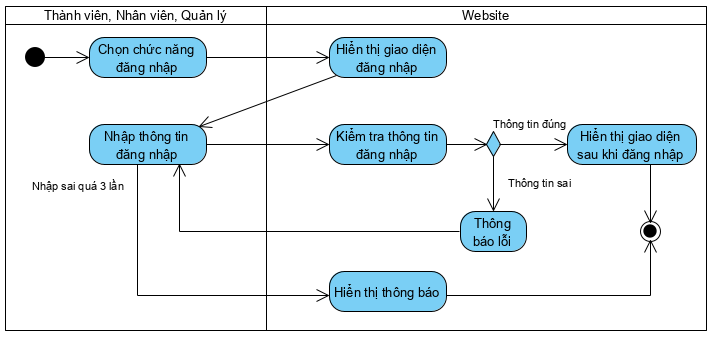 Thành viên, Nhân viên, Quản lý
Website
Chọn chức năng
đăng nhập
Hiển thị giao diện
đăng nhập
Nhập thông tin
đăng nhập
Kiểm tra thông tin
đăng nhập
Thông tin đúng
Hiển thị giao diện
sau khi đăng nhập
Nhập sai quá 3 lần
Thông tin sai
Thông
báo lỗi
Hiển thị thông báo